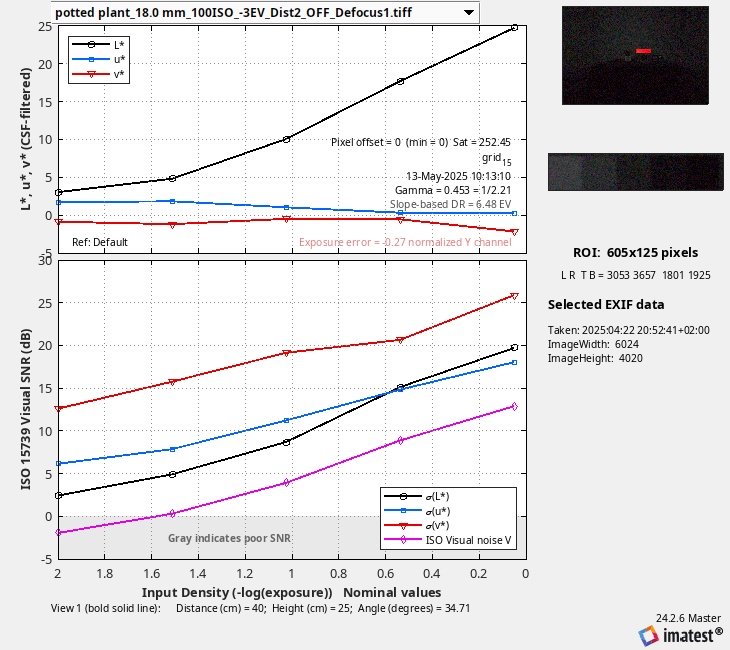 potted plant_18.0 mm_100ISO_-3EV_Dist2_OFF_Defocus1.tiff
L*, u*, v* (CSF-filtered)
25
20
15
10
5
0
-5
L*
u*
v*
Pixel offset = 0 (min = 0) Sat = 252.45
grid15
13-May-2025 10:13:10
Gamma = 0.453 = 1/2.21
Slope-based DR = 6.48 EV
Ref: Default
Exposure error = -0.27 normalized Y channel
ISO 15739 Visual SNR (dB)
30
25
20
15
10
5
0
-5
σ(L*)
σ(u*)
σ(v*)
ISO Visual noise V
Gray indicates poor SNR
2 1.8 1.6 1.4 1.2 1 0.8 0.6 0.4 0.2 0
Input Density (-log(exposure)) Nominal values
View 1 (bold solid line): Distance (cm) = 40; Height (cm) = 25; Angle (degrees) = 34.71
ROI: 605x125 pixels
L R T B = 3053 3657 1801 1925
Selected EXIF data
Taken: 2025:04:22 20:52:41+02:00
ImageWidth: 6024
ImageHeight: 4020
24.2.6 Master
imatest®